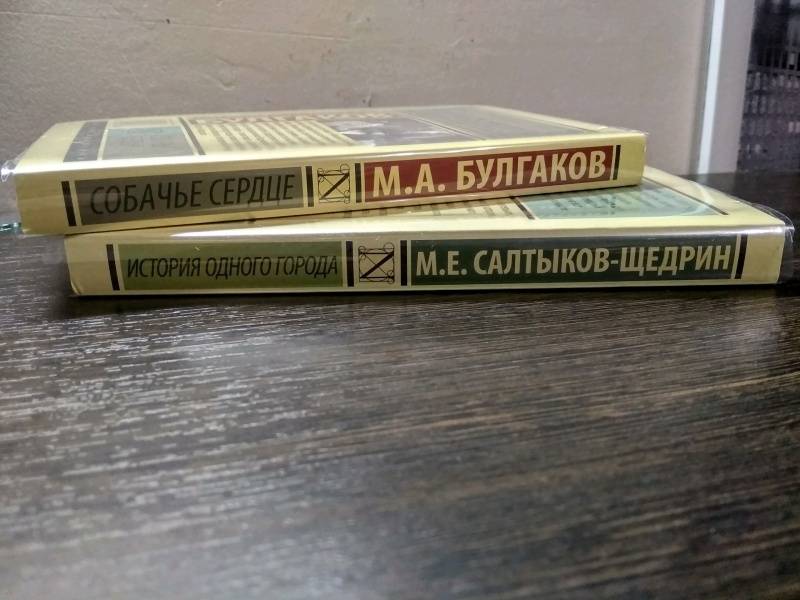 СОБАЧЬЕ СЕРДЦЕ М.А. БУЛГАКОВ
ИСТОРИЯ ОДНОГО ГОРОДА М.Е. САЛТЫКОВ-ЩЕДРИН